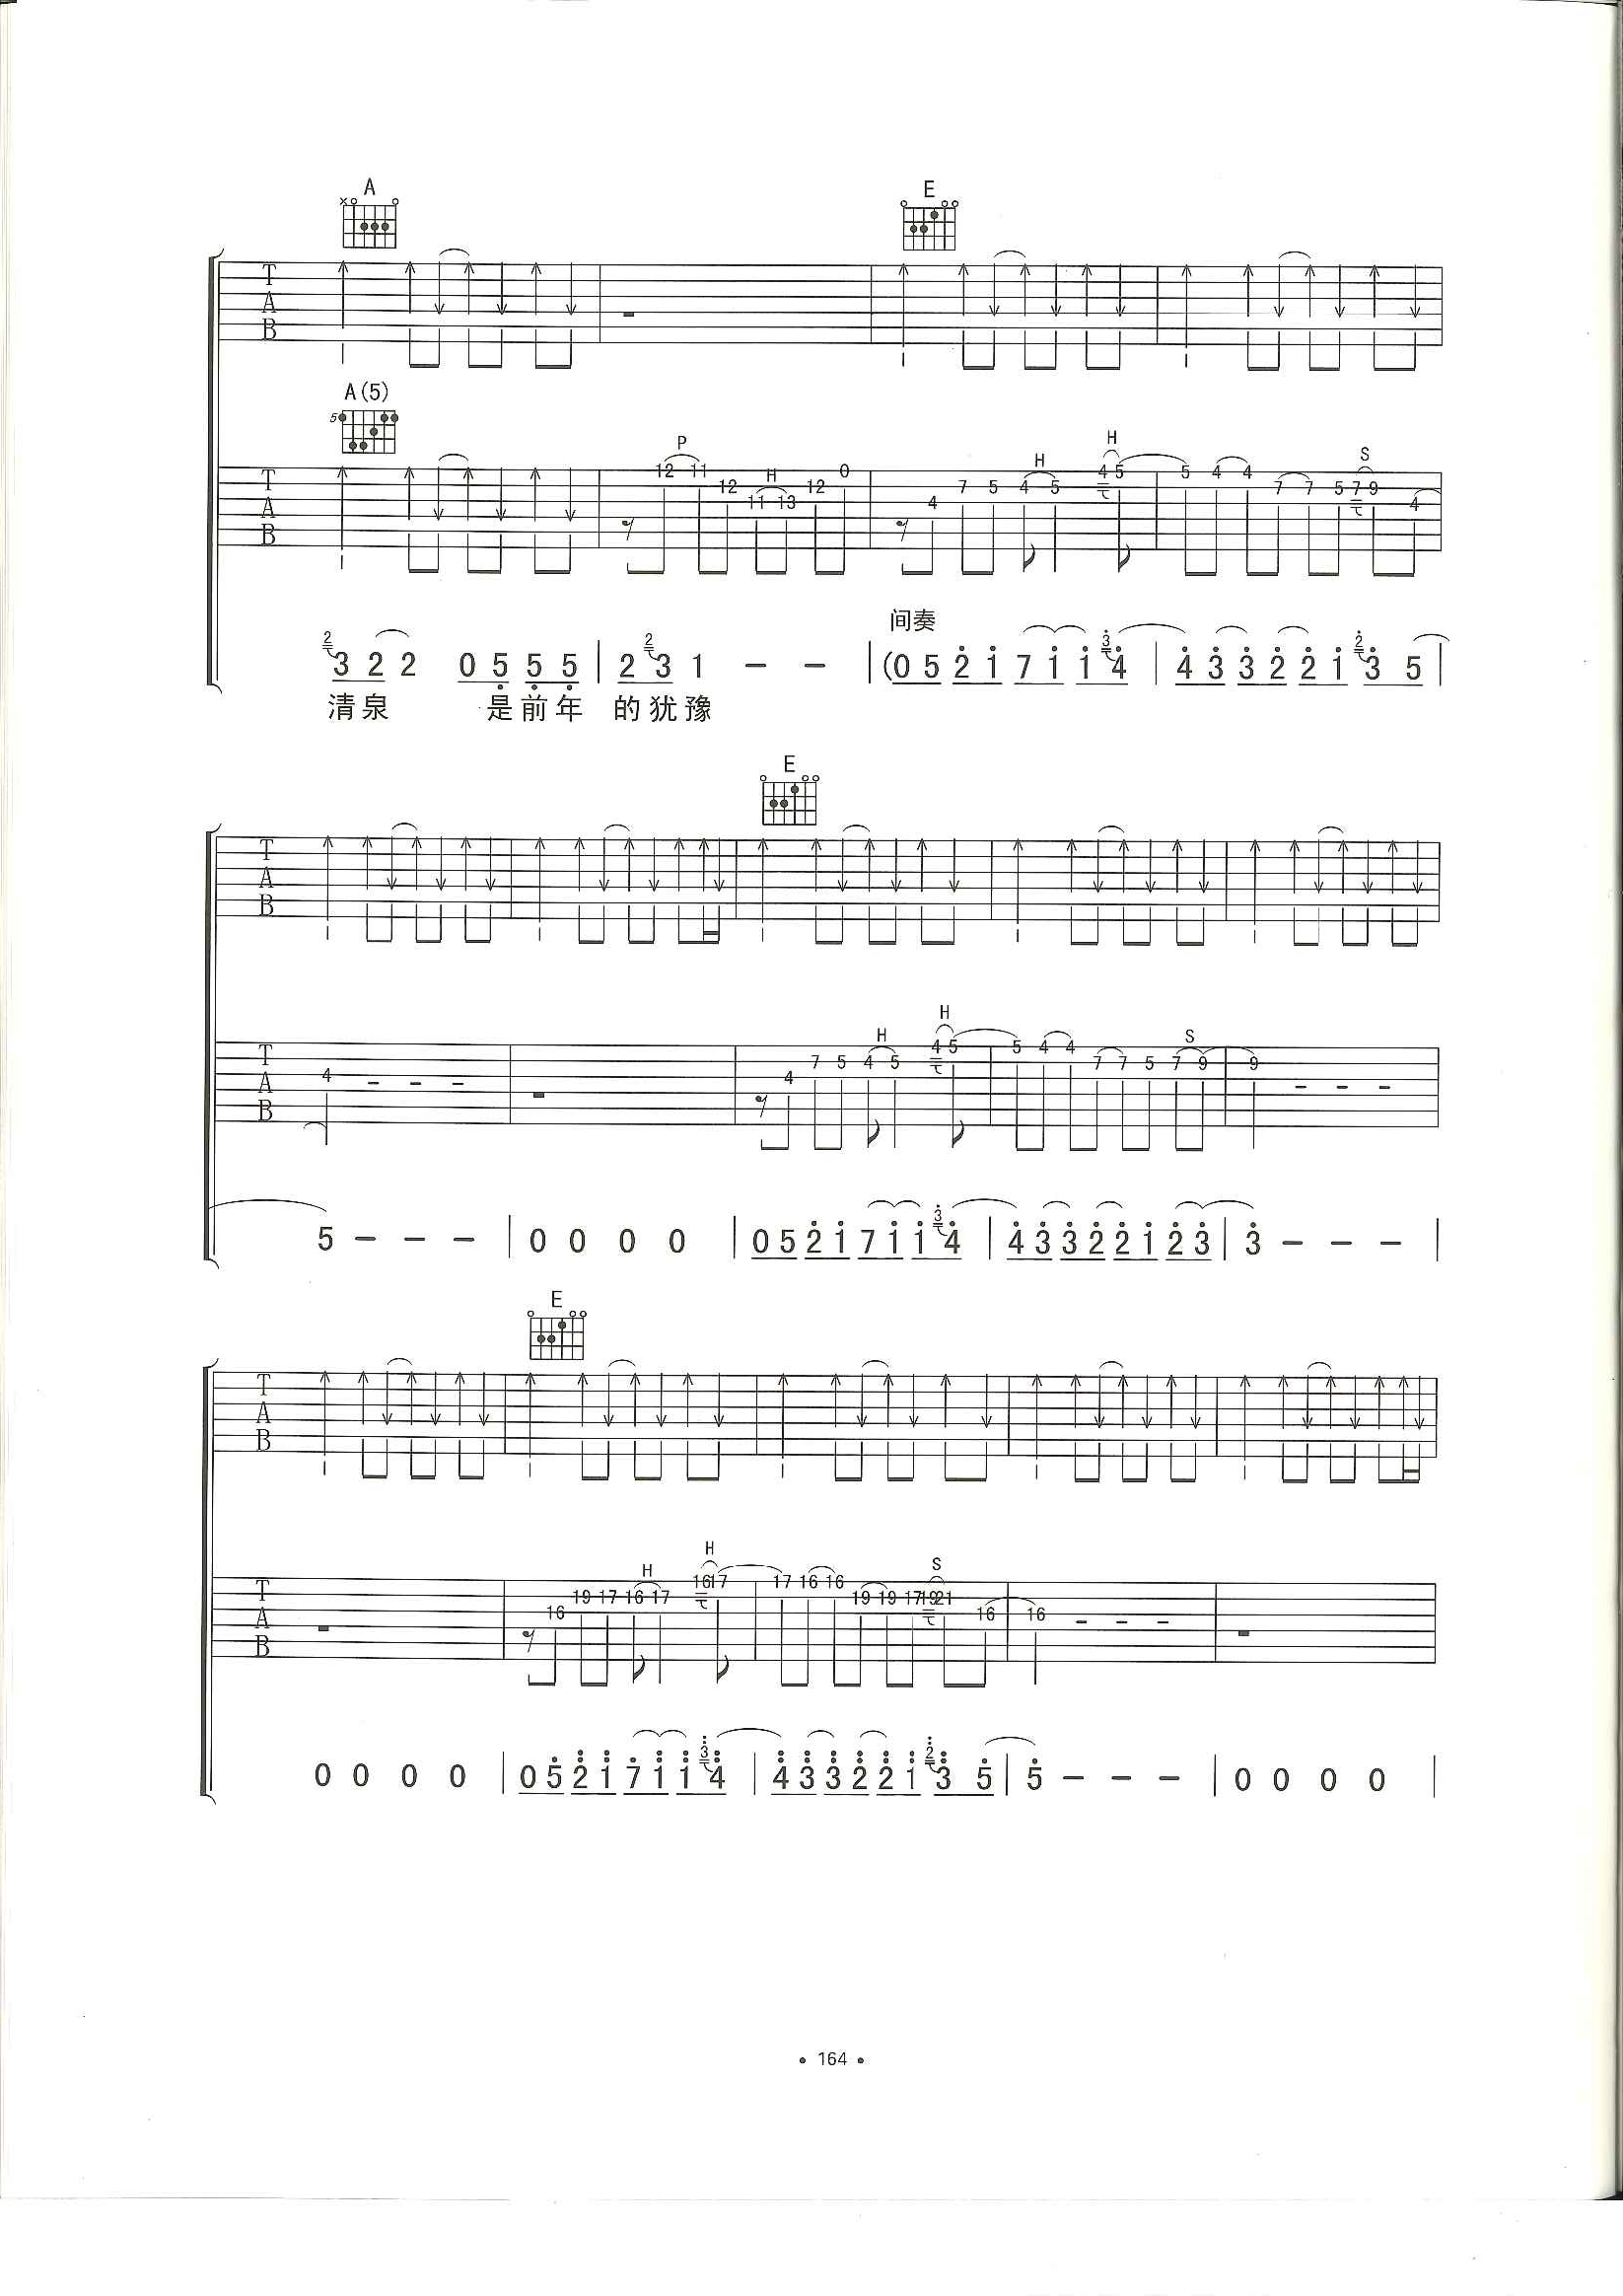 A E
T A B
A(5)
5
P H H H S
T A B
12 11 12 11 13 12 0 4 7 5 4 5 4 5 5 4 4 7 7 5 7 9 4
间奏
2 3 2 2 0 5 5 5 | 2 2 3 1 - - | (0 5 2 1 7 1 1 3 4 | 4 3 3 2 2 1 2 3 5 |
清泉 是前年 的犹豫
E
T A B
H H S
T A B
4 - - - 4 7 5 4 5 4 5 5 4 4 7 7 5 7 9 9 - - -
5 - - - | 0 0 0 0 | 0 5 2 1 7 1 1 3 4 | 4 3 3 2 2 1 2 3 | 3 - - - |
E
T A B
H H S
T A B
16 19 17 16 17 16 17 17 16 16 19 19 17 19 21 16 16 - - -
0 0 0 0 | 0 5 2 1 7 1 1 3 4 | 4 3 3 2 2 1 2 3 5 | 5 - - - | 0 0 0 0 |
• 164 •